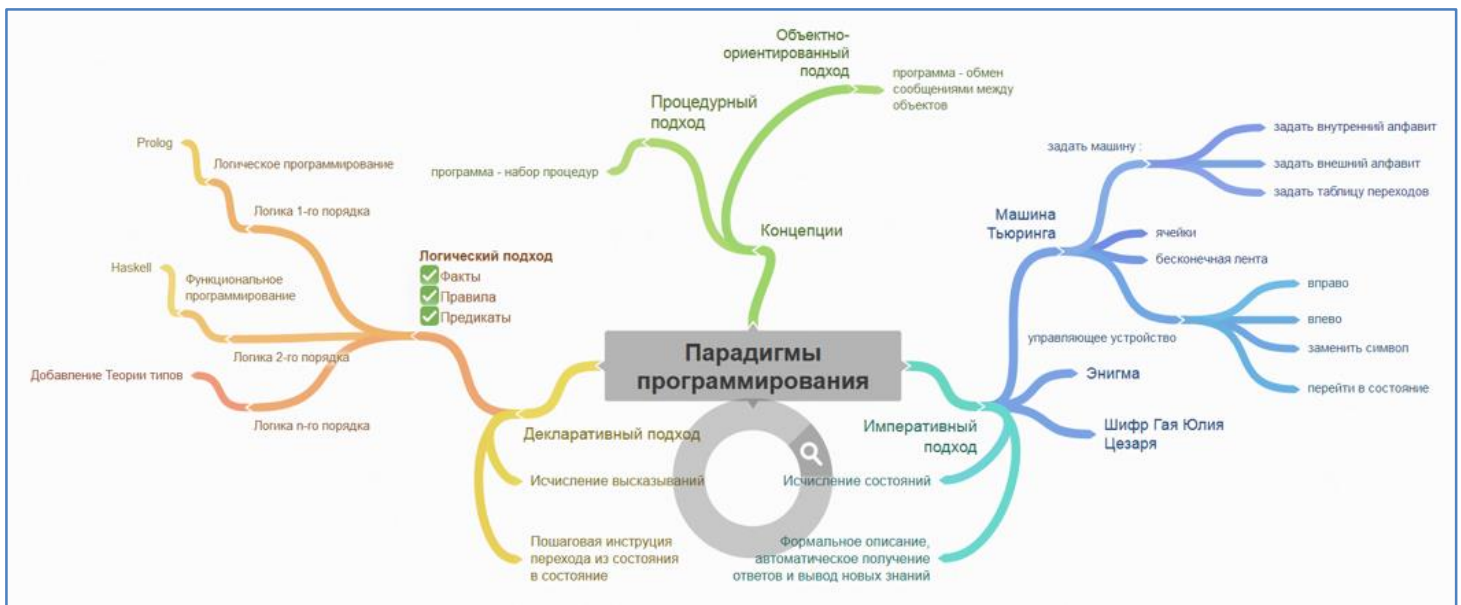 Парадигмы
программирования
Концепции
Процедурный
подход
программа - набор процедур
Объектно-
ориентированный
подход
программа - обмен
сообщениями между
объектов
Императивный
подход
Машина
Тьюринга
задать машину :
задать внутренний алфавит
задать внешний алфавит
задать таблицу переходов
ячейки
бесконечная лента
управляющее устройство
вправо
влево
заменить символ
перейти в состояние
Энигма
Шифр Гая Юлия
Цезаря
Исчисление состояний
Формальное описание,
автоматическое получение
ответов и вывод новых знаний
Декларативный подход
Логический подход
✅Факты
✅Правила
✅Предикаты
Логика 1-го порядка
Логическое программирование
Prolog
Логика 2-го порядка
Функциональное
программирование
Haskell
Логика n-го порядка
Добавление Теории типов
Исчисление высказываний
Пошаговая инструция
перехода из состояния
в состояние